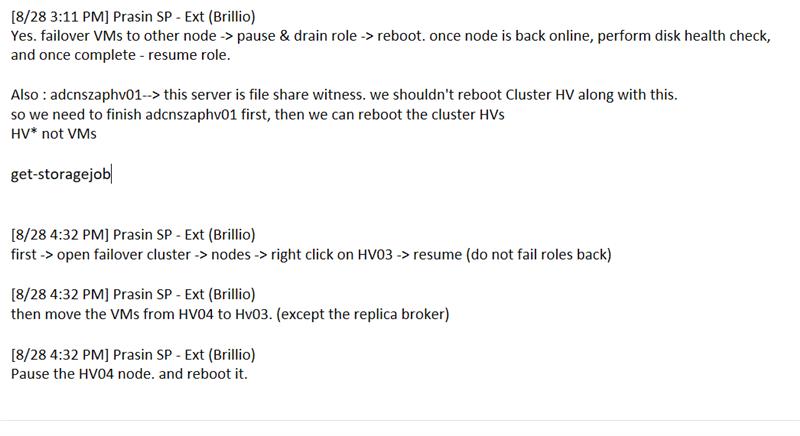 [8/28 3:11 PM] Prasin SP - Ext (Brillio)
Yes. failover VMs to other node -> pause & drain role -> reboot. once node is back online, perform disk health check,
and once complete - resume role.
Also : adcnszaphv01--> this server is file share witness. we shouldn't reboot Cluster HV along with this.
so we need to finish adcnszaphv01 first, then we can reboot the cluster HVs
HV* not VMs
get-storagejob
[8/28 4:32 PM] Prasin SP - Ext (Brillio)
first -> open failover cluster -> nodes -> right click on HV03 -> resume (do not fail roles back)
[8/28 4:32 PM] Prasin SP - Ext (Brillio)
then move the VMs from HV04 to Hv03. (except the replica broker)
[8/28 4:32 PM] Prasin SP - Ext (Brillio)
Pause the HV04 node. and reboot it.